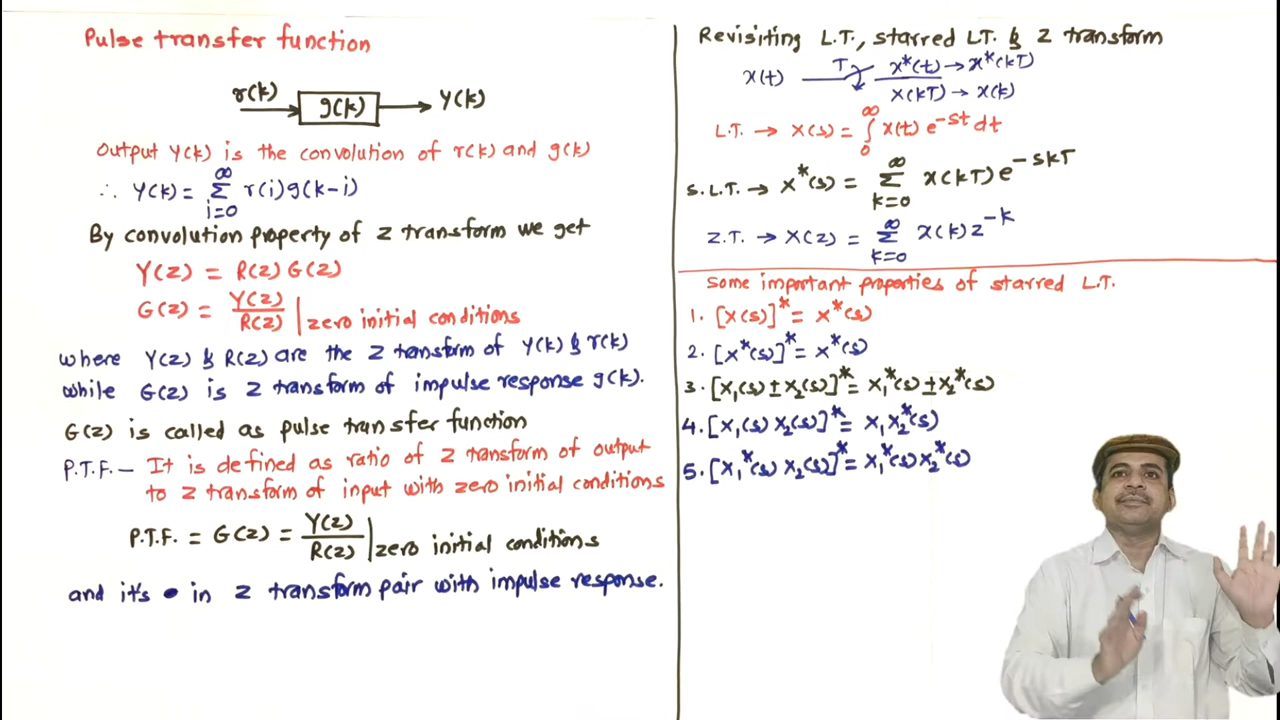 Pulse transfer function
r(k) g(k) Y(k)
Output Y(k) is the convolution of r(k) and g(k)
∴ Y(k) = ∞ Σ i=0 r(i)g(k-i)
By convolution property of z transform we get
Y(z) = R(z) G(z)
G(z) = Y(z)/R(z) | zero initial conditions
where Y(z) & R(z) are the z transform of Y(k) & r(k)
while G(z) is z transform of impulse response g(k).
G(z) is called as pulse transfer function
P.T.F. – It is defined as ratio of z transform of output
to z transform of input with zero initial conditions
P.T.F. = G(z) = Y(z)/R(z) | zero initial conditions
and it's in z transform pair with impulse response.
Revisiting L.T., starred L.T. & z transform
x(t) T x*(t) → x*(kT)
x(kT) → x(k)
L.T. → X(s) = ∞ ∫ 0 x(t) e^-st dt
S.L.T. → X*(s) = ∞ Σ k=0 x(kT) e^-skT
Z.T. → X(z) = ∞ Σ k=0 x(k) z^-k
Some important properties of starred L.T.
1. [X(s)]* = X*(s)
2. [X*(s)]* = X*(s)
3. [X₁(s) ± X₂(s)]* = X₁*(s) ± X₂*(s)
4. [X₁(s) X₂(s)]* = X₁X₂*(s)
5. [X₁*(s) X₂(s)]* = X₁*(s) X₂*(s)